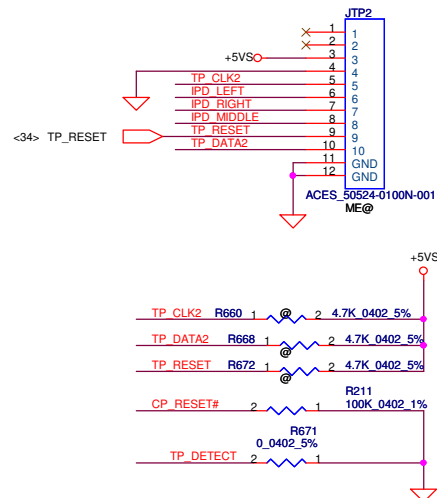 JTP2
1 1
2 2
+5VS 3 3
4 4
TP_CLK2 5 5
IPD_LEFT 6 6
IPD_RIGHT 7 7
IPD_MIDDLE 8 8
<34> TP_RESET TP_RESET 9 9
TP_DATA2 10 10
11 GND
12 GND
ACES_50524-0100N-001
ME@
+5VS
TP_CLK2 R660 1 @ 2 4.7K_0402_5%
TP_DATA2 R668 1 @ 2 4.7K_0402_5%
TP_RESET R672 1 @ 2 4.7K_0402_5%
R211
CP_RESET# 2 1 100K_0402_1%
R671
0_0402_5%
TP_DETECT 2 1